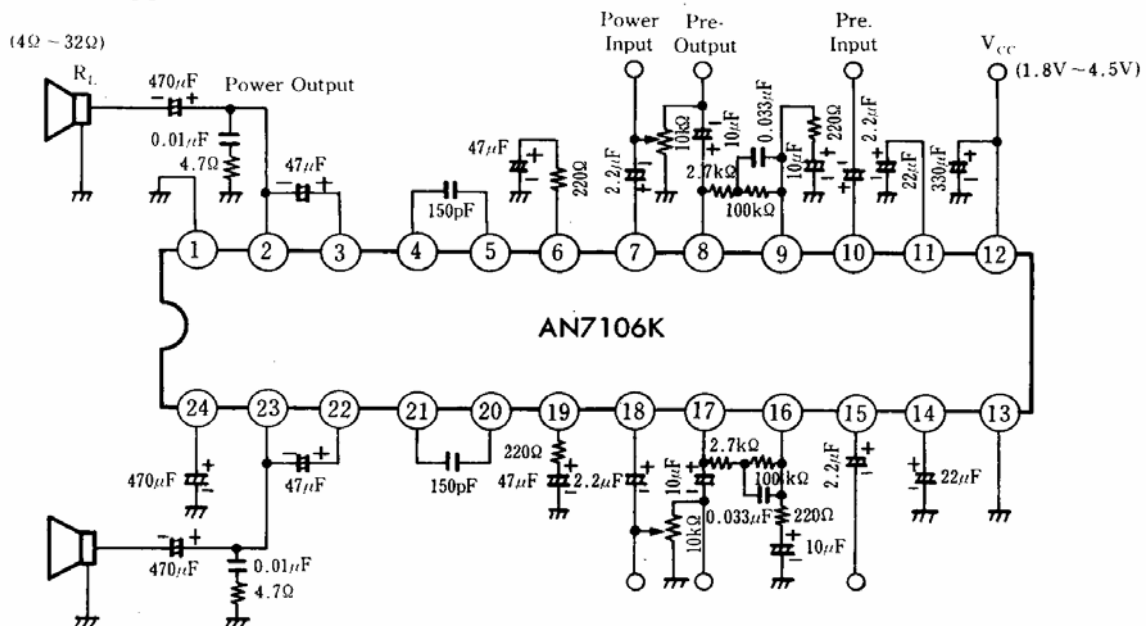 Power Input
Pre-Output
Pre. Input
V_CC
(1.8V～4.5V)
(4Ω～32Ω)
R_L
470μF
Power Output
0.01μF
4.7Ω
47μF
150pF
47μF
220Ω
2.2μF
10kΩ
10μF
2.7kΩ
0.033μF
100kΩ
220Ω
10μF
2.2μF
22μF
330μF
1 2 3 4 5 6 7 8 9 10 11 12
AN7106K
24 23 22 21 20 19 18 17 16 15 14 13
470μF
47μF
150pF
220Ω
47μF
2.2μF
10μF
2.7kΩ
100kΩ
0.033μF
220Ω
10kΩ
10μF
2.2μF
22μF
470μF
0.01μF
4.7Ω